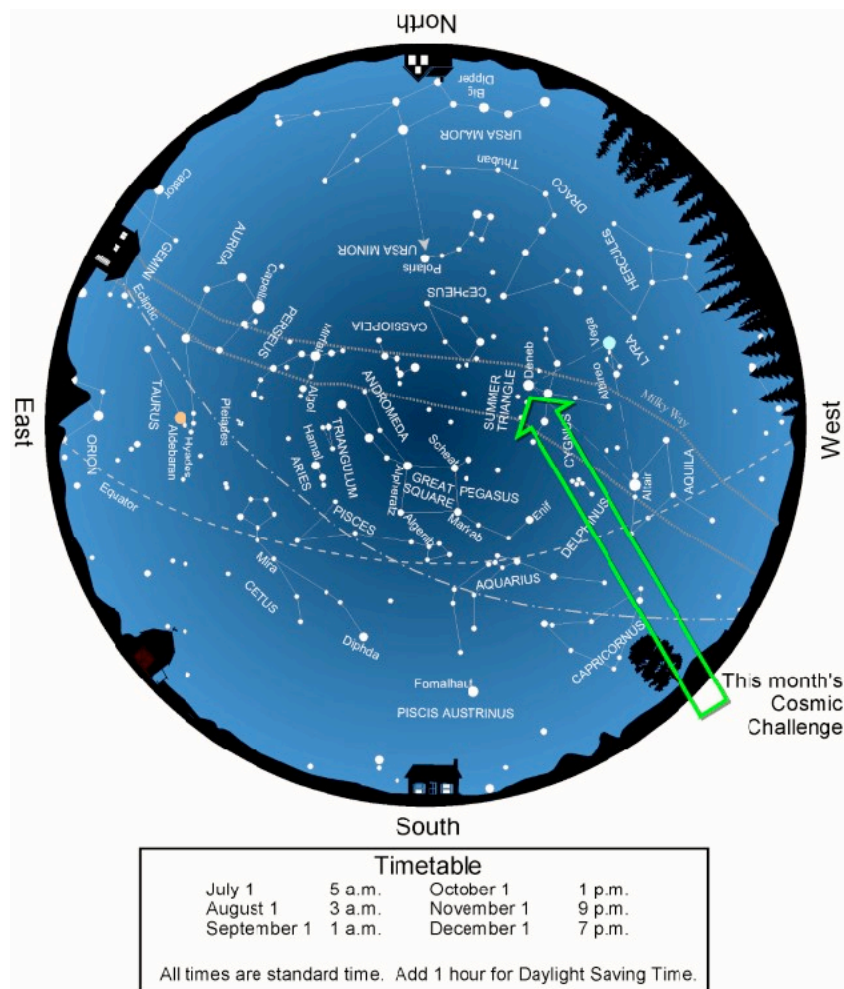 North
Big
Dipper
URSA MAJOR
Thuban
DRACO
Castor
GEMINI
AURIGA
URSA MINOR
Polaris
HERCULES
Ecliptic
Capella
CEPHEUS
PERSEUS
Mirfak
CASSIOPEIA
Vega
LYRA
Deneb
SUMMER
TRIANGLE
Albireo
Milky Way
East
TAURUS
Pleiades
Algol
ANDROMEDA
CYGNUS
West
ORION
Aldebaran
Hyades
Hamal
ARIES
TRIANGULUM
Scheat
GREAT
SQUARE
PEGASUS
Alpheratz
Altair
AQUILA
Equator
PISCES
Algenib
Markab
Enif
DELPHINUS
Mira
CETUS
AQUARIUS
Diphda
CAPRICORNUS
Fomalhaut
PISCIS AUSTRINUS
This month's
Cosmic
Challenge
South
Timetable
July 1 5 a.m. October 1 1 p.m.
August 1 3 a.m. November 1 9 p.m.
September 1 1 a.m. December 1 7 p.m.
All times are standard time. Add 1 hour for Daylight Saving Time.